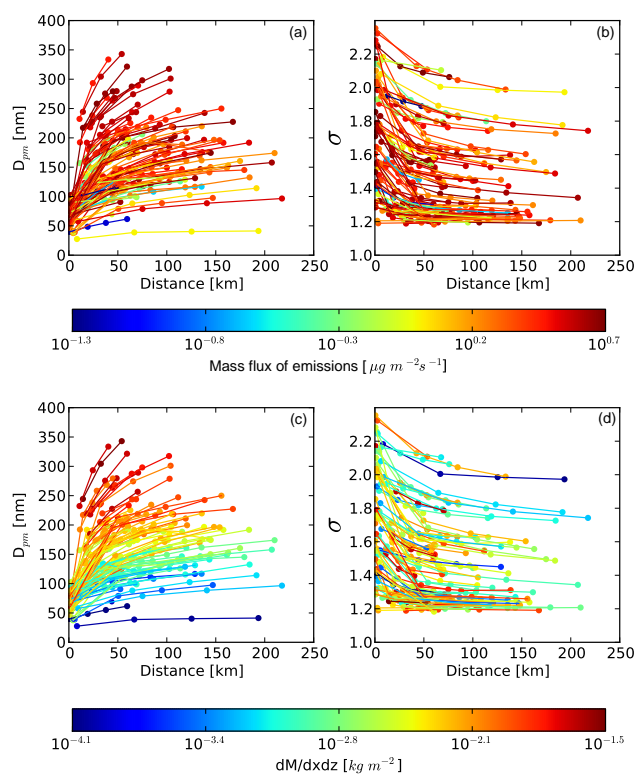 (a)
(b)
400
350
300
250
200
150
100
50
0
D_pm [nm]
0 50 100 150 200 250
Distance [km]
2.2
2.0
1.8
1.6
1.4
1.2
1.0
σ
0 50 100 150 200 250
Distance [km]
10^−1.3 10^−0.8 10^−0.3 10^0.2 10^0.7
Mass flux of emissions [μg m^−2 s^−1]
(c)
(d)
400
350
300
250
200
150
100
50
0
D_pm [nm]
0 50 100 150 200 250
Distance [km]
2.4
2.2
2.0
1.8
1.6
1.4
1.2
1.0
σ
0 50 100 150 200 250
Distance [km]
10^−4.1 10^−3.4 10^−2.8 10^−2.1 10^−1.5
dM/dxdz [kg m^−2]